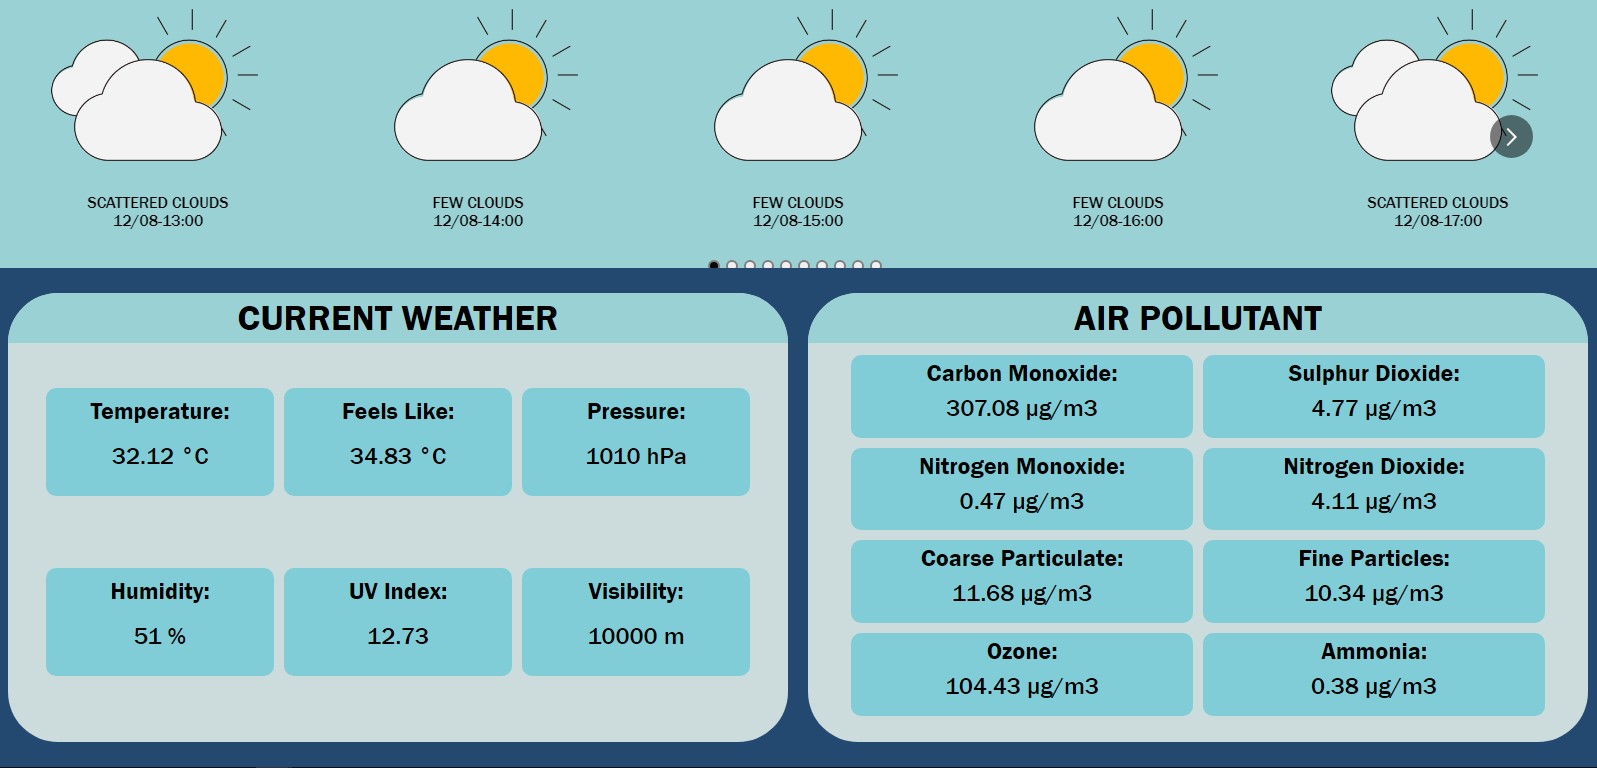 SCATTERED CLOUDS
12/08-13:00
FEW CLOUDS
12/08-14:00
FEW CLOUDS
12/08-15:00
FEW CLOUDS
12/08-16:00
SCATTERED CLOUDS
12/08-17:00
CURRENT WEATHER
Temperature:
32.12 °C
Feels Like:
34.83 °C
Pressure:
1010 hPa
Humidity:
51 %
UV Index:
12.73
Visibility:
10000 m
AIR POLLUTANT
Carbon Monoxide:
307.08 µg/m3
Sulphur Dioxide:
4.77 µg/m3
Nitrogen Monoxide:
0.47 µg/m3
Nitrogen Dioxide:
4.11 µg/m3
Coarse Particulate:
11.68 µg/m3
Fine Particles:
10.34 µg/m3
Ozone:
104.43 µg/m3
Ammonia:
0.38 µg/m3